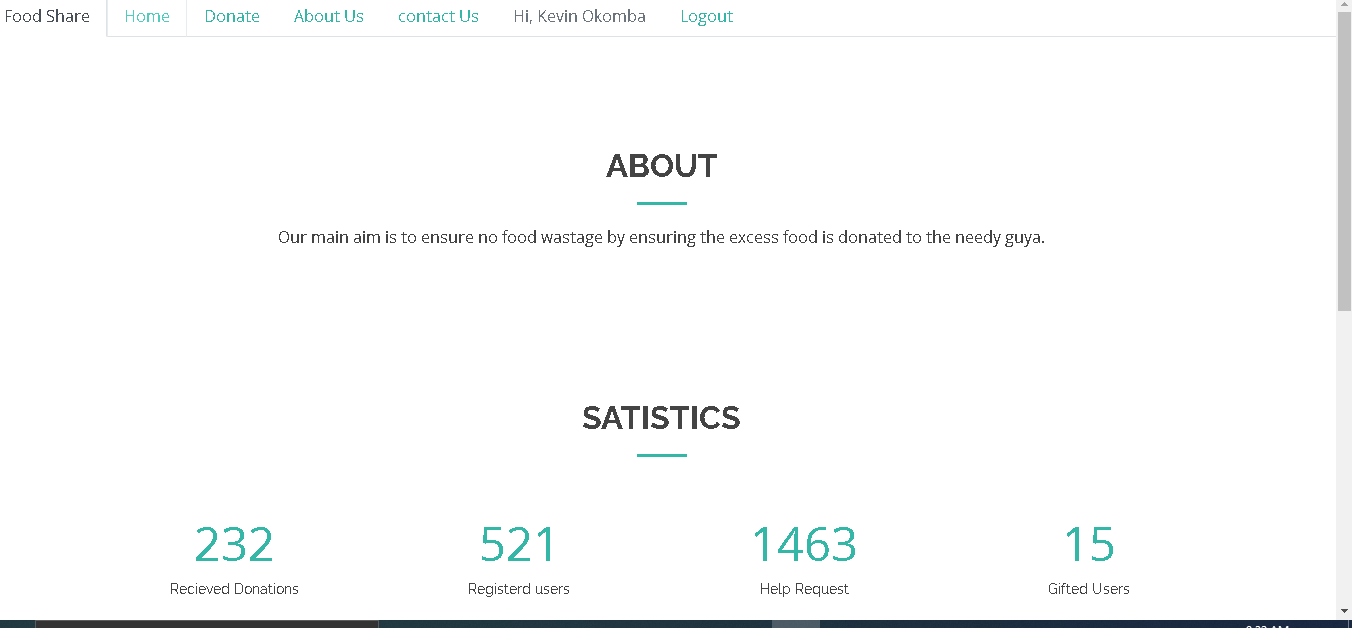 Food Share Home Donate About Us contact Us Hi, Kevin Okomba Logout
ABOUT
Our main aim is to ensure no food wastage by ensuring the excess food is donated to the needy guya.
SATISTICS
232 521 1463 15
Recieved Donations Registerd users Help Request Gifted Users